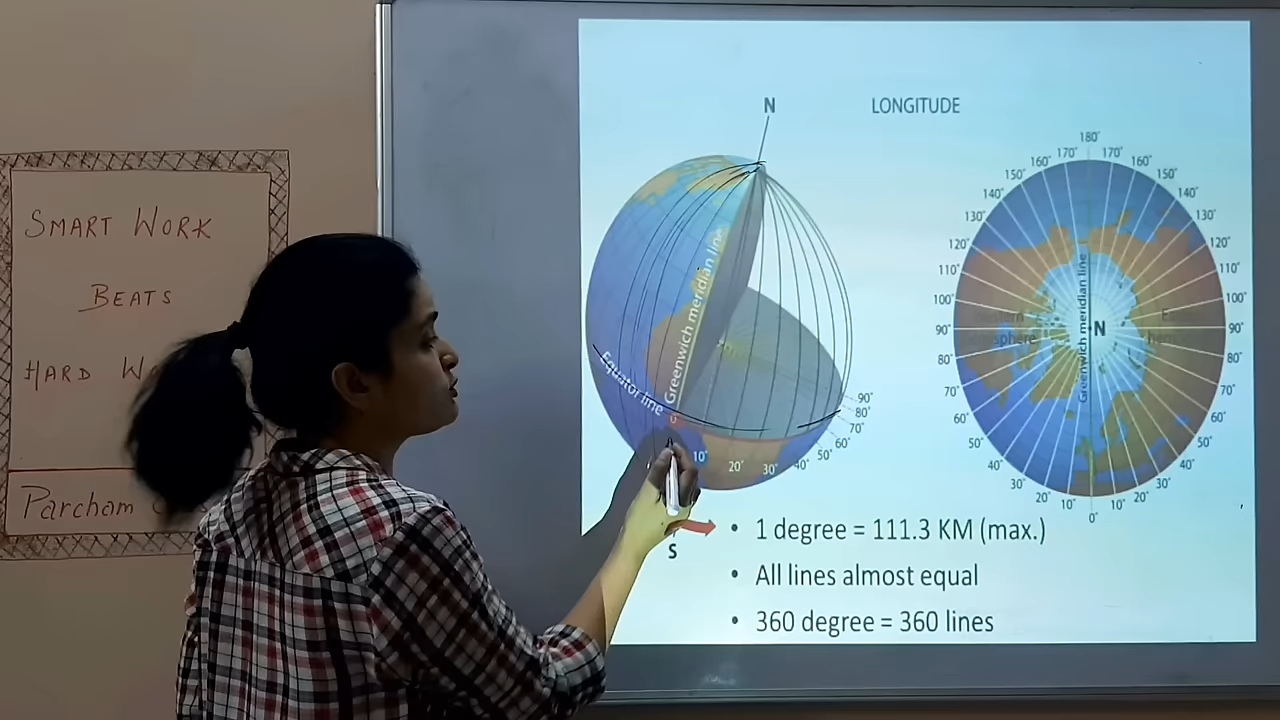 SMART WORK
BEATS
HARD
Parcham
LONGITUDE
N
Greenwich meridian line
Equator line
10°
20°
30°
40°
50°
60°
70°
80°
90°
S
180°
170° 170°
160° 160°
150° 150°
140° 140°
130° 130°
120° 120°
110° 110°
100° 100°
90° 90°
80° 80°
70° 70°
60° 60°
50° 50°
40° 40°
30° 30°
20° 20°
10° 10°
0°
Greenwich meridian line
N
• 1 degree = 111.3 KM (max.)
• All lines almost equal
• 360 degree = 360 lines